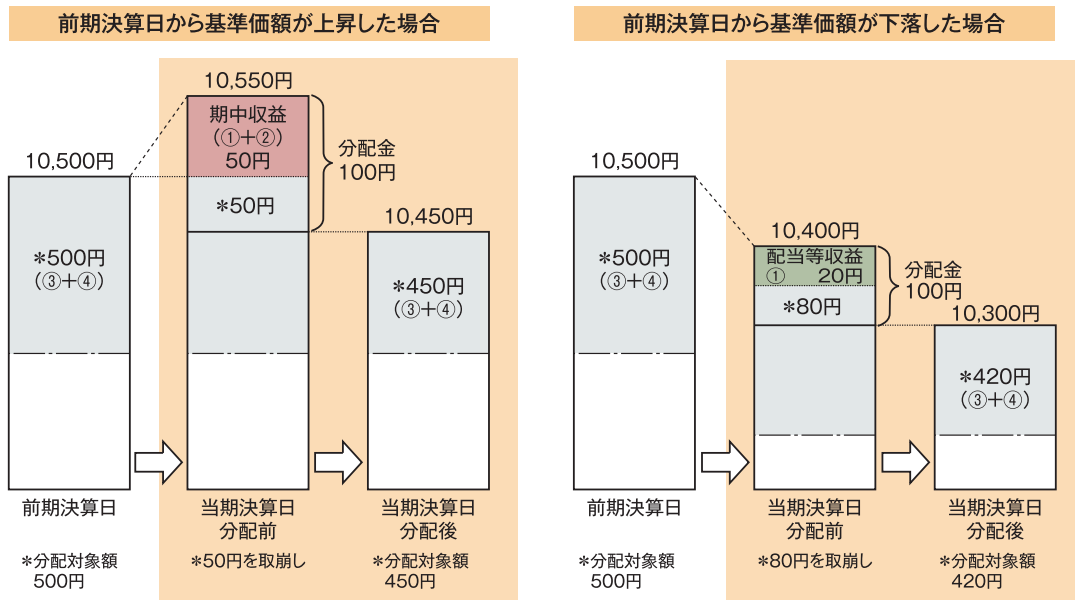 前期決算日から基準価額が上昇した場合
10,550円
期中収益
(①+②)
50円
分配金
100円
10,500円
*50円
10,450円
*500円
(③+④)
*450円
(③+④)
前期決算日
当期決算日
分配前
当期決算日
分配後
*分配対象額
500円
*50円を取崩し
*分配対象額
450円
前期決算日から基準価額が下落した場合
10,500円
10,400円
配当等収益
① 20円
分配金
100円
*500円
(③+④)
*80円
10,300円
*420円
(③+④)
前期決算日
当期決算日
分配前
当期決算日
分配後
*分配対象額
500円
*80円を取崩し
*分配対象額
420円